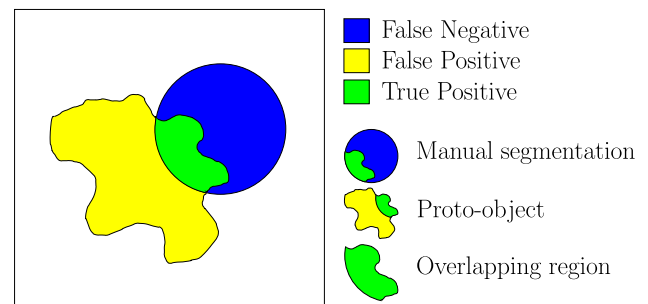 False Negative
False Positive
True Positive
Manual segmentation
Proto-object
Overlapping region